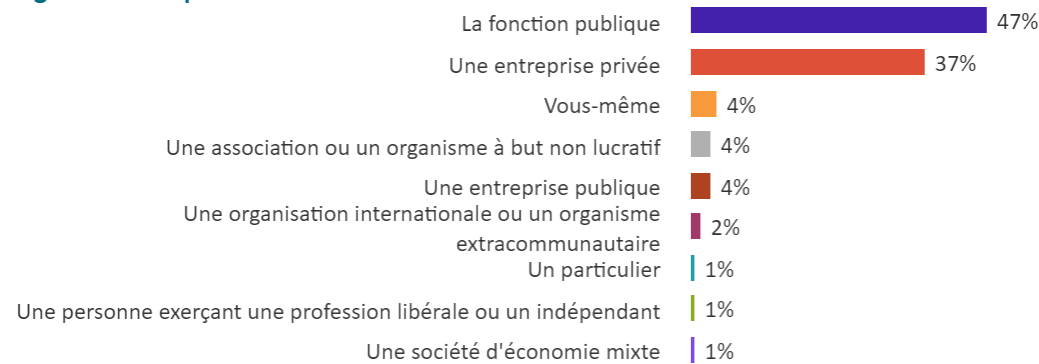 La fonction publique 47%
Une entreprise privée 37%
Vous-même 4%
Une association ou un organisme à but non lucratif 4%
Une entreprise publique 4%
Une organisation internationale ou un organisme
extracommunautaire 2%
Un particulier 1%
Une personne exerçant une profession libérale ou un indépendant 1%
Une société d'économie mixte 1%